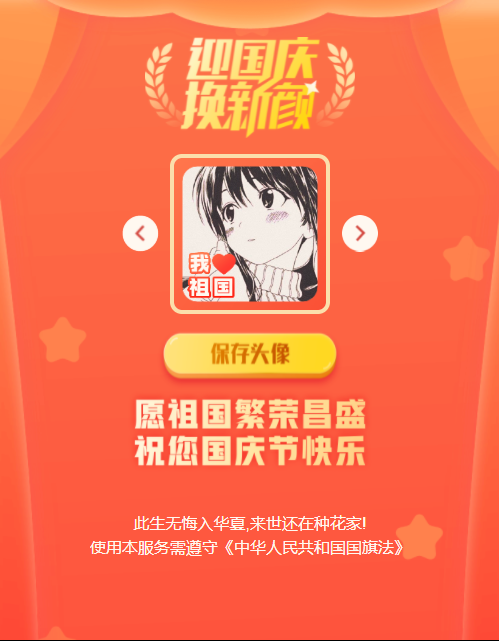 迎国庆
换新颜
我❤
祖国
保存头像
愿祖国繁荣昌盛
祝您国庆节快乐
此生无悔入华夏,来世还在种花家!
使用本服务需遵守《中华人民共和国国旗法》